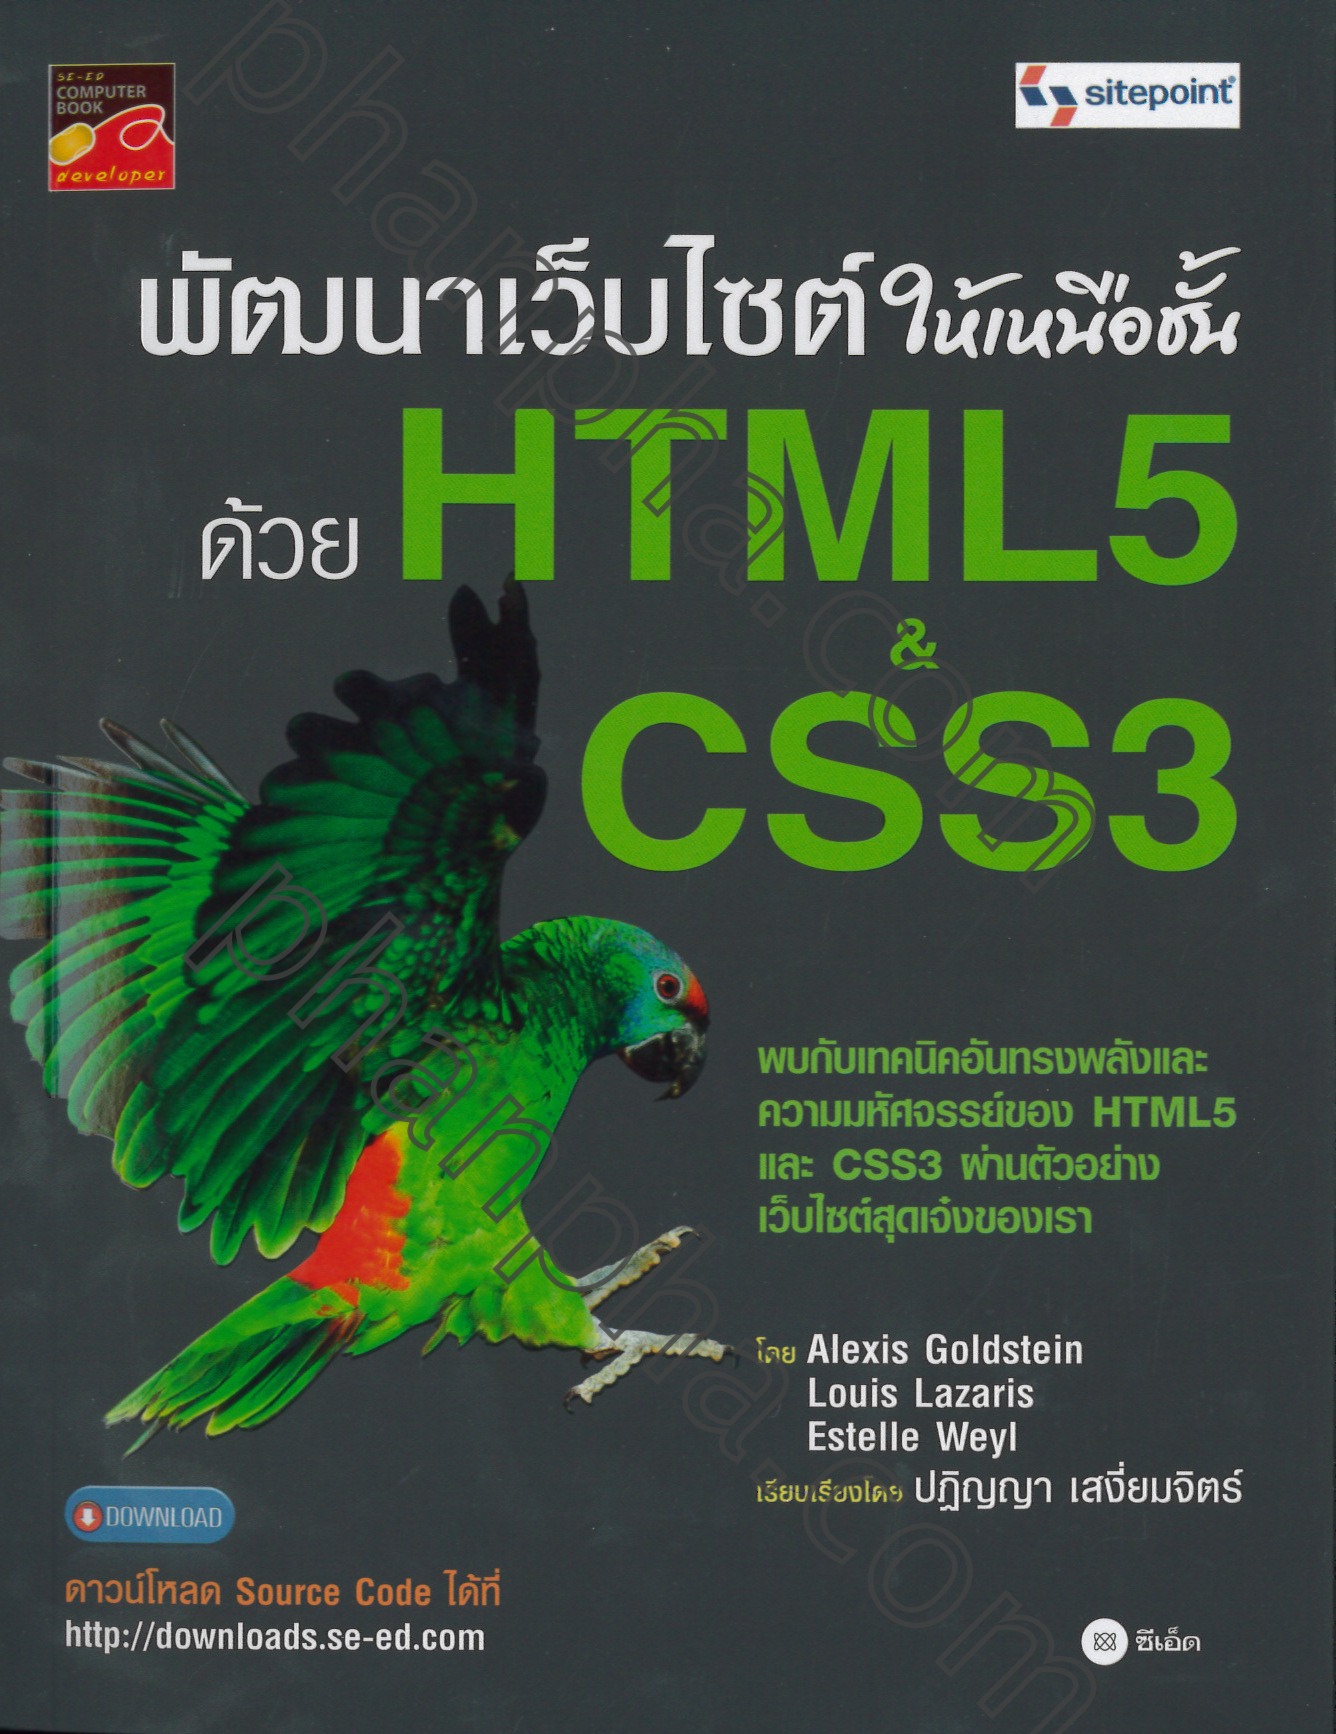 SE-ED
COMPUTER
BOOK
developer
sitepoint®
พัฒนาเว็บไซต์ ให้เหนือชั้น
ด้วย HTML5
&
CSS3
พบกับเทคนิคอันทรงพลังและ
ความมหัศจรรย์ของ HTML5
และ CSS3 ผ่านตัวอย่าง
เว็บไซต์สุดเจ๋งของเรา
โดย Alexis Goldstein
Louis Lazaris
Estelle Weyl
เรียบเรียงโดย ปฏิญญา เสงี่ยมจิตร์
DOWNLOAD
ดาวน์โหลด Source Code ได้ที่
http://downloads.se-ed.com
ซีเอ็ด
phanpha.com
phanpha.com